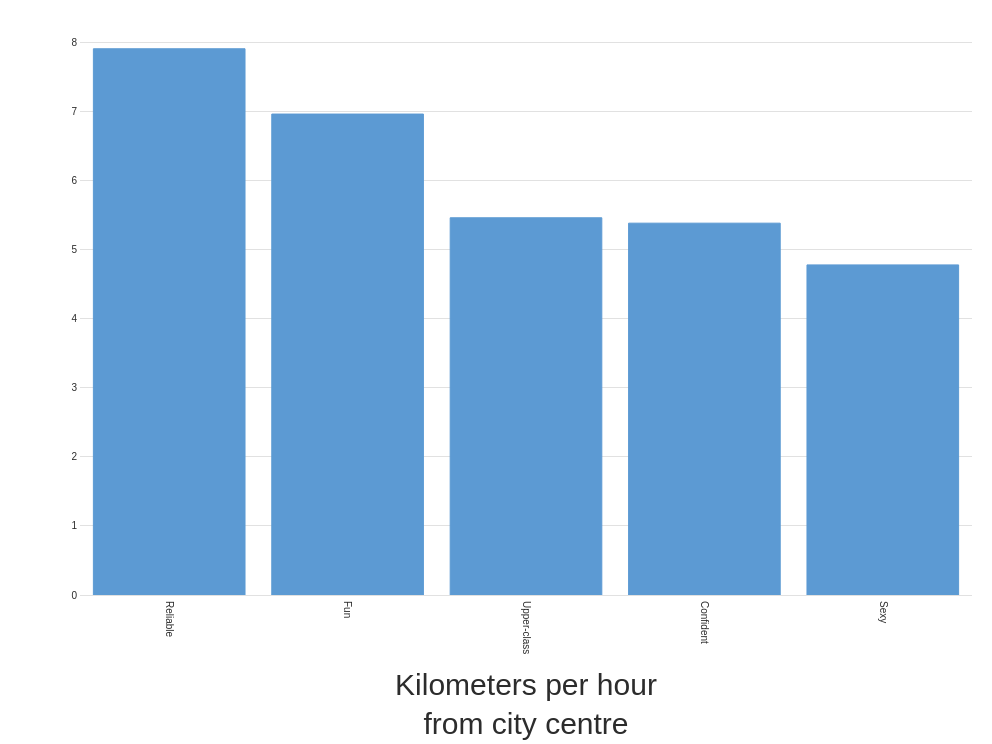 8
7
6
5
4
3
2
1
0
Reliable
Fun
Upper-class
Confident
Sexy
Kilometers per hour
from city centre